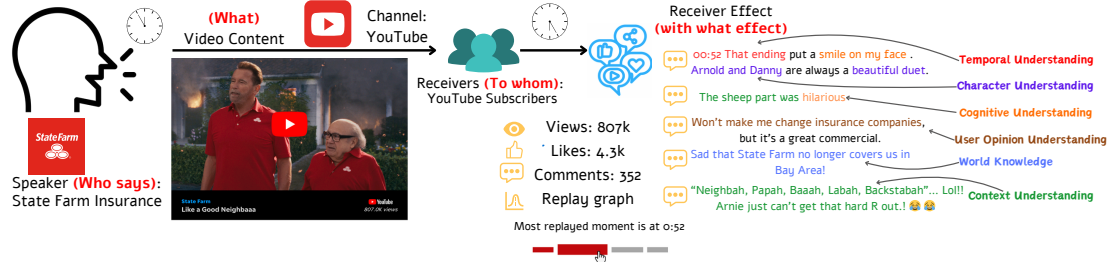 (What)
Video Content
Channel:
YouTube
StateFarm
Speaker (Who says):
State Farm Insurance
State Farm
Like a Good Neighbaaa
YouTube
807.0K views
Receivers (To whom):
YouTube Subscribers
Views: 807k
Likes: 4.3k
Comments: 352
Replay graph
Most replayed moment is at 0:52
Receiver Effect
(with what effect)
00:52 That ending put a smile on my face .
Arnold and Danny are always a beautiful duet.
The sheep part was hilarious
Won't make me change insurance companies,
but it's a great commercial.
Sad that State Farm no longer covers us in
Bay Area!
"Neighbah, Papah, Baaah, Labah, Backstabah"... Lol!!
Arnie just can't get that hard R out.! 😂 😂
Temporal Understanding
Character Understanding
Cognitive Understanding
User Opinion Understanding
World Knowledge
Context Understanding